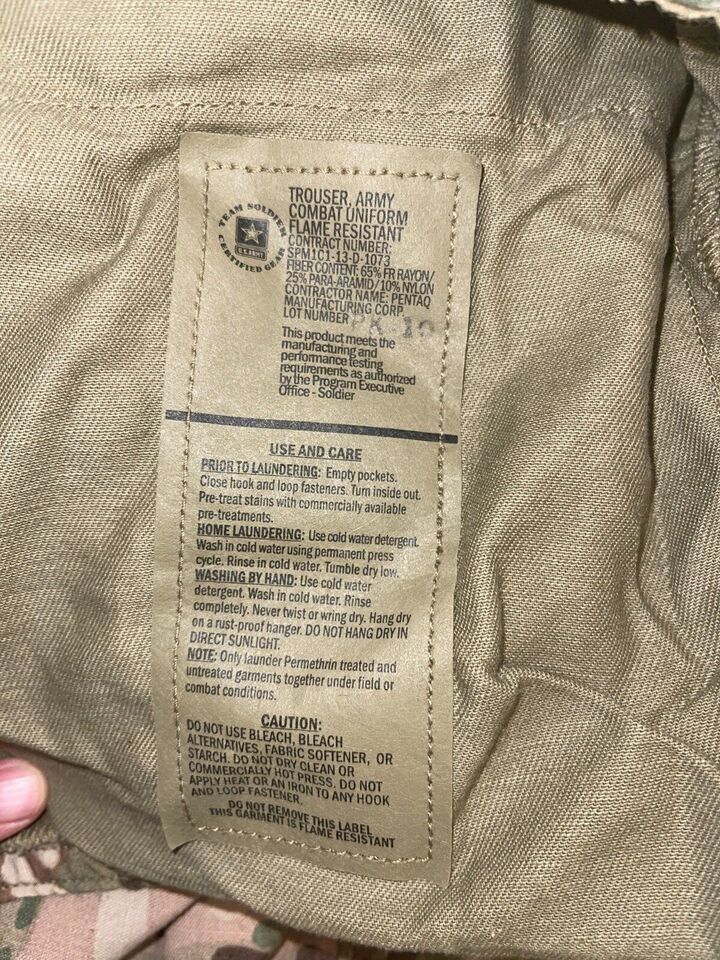 TEAM SOLDIER
U.S. ARMY
CERTIFIED GEAR
TROUSER, ARMY
COMBAT UNIFORM
FLAME RESISTANT
CONTRACT NUMBER:
SPM1C1-13-D-1073
FIBER CONTENT: 65% FR RAYON/
25% PARA-ARAMID/10% NYLON
CONTRACTOR NAME: PENTAQ
MANUFACTURING CORP.
LOT NUMBER
This product meets the
manufacturing and
performance testing
requirements as authorized
by the Program Executive
Office - Soldier
USE AND CARE
PRIOR TO LAUNDERING: Empty pockets.
Close hook and loop fasteners. Turn inside out.
Pre-treat stains with commercially available
pre-treatments.
HOME LAUNDERING: Use cold water detergent.
Wash in cold water using permanent press
cycle. Rinse in cold water. Tumble dry low.
WASHING BY HAND: Use cold water
detergent. Wash in cold water. Rinse
completely. Never twist or wring dry. Hang dry
on a rust-proof hanger. DO NOT HANG DRY IN
DIRECT SUNLIGHT.
NOTE: Only launder Permethrin treated and
untreated garments together under field or
combat conditions.
CAUTION:
DO NOT USE BLEACH, BLEACH
ALTERNATIVES, FABRIC SOFTENER, OR
STARCH. DO NOT DRY CLEAN OR
COMMERCIALLY HOT PRESS. DO NOT
APPLY HEAT OR AN IRON TO ANY HOOK
AND LOOP FASTENER.
DO NOT REMOVE THIS LABEL
THIS GARMENT IS FLAME RESISTANT